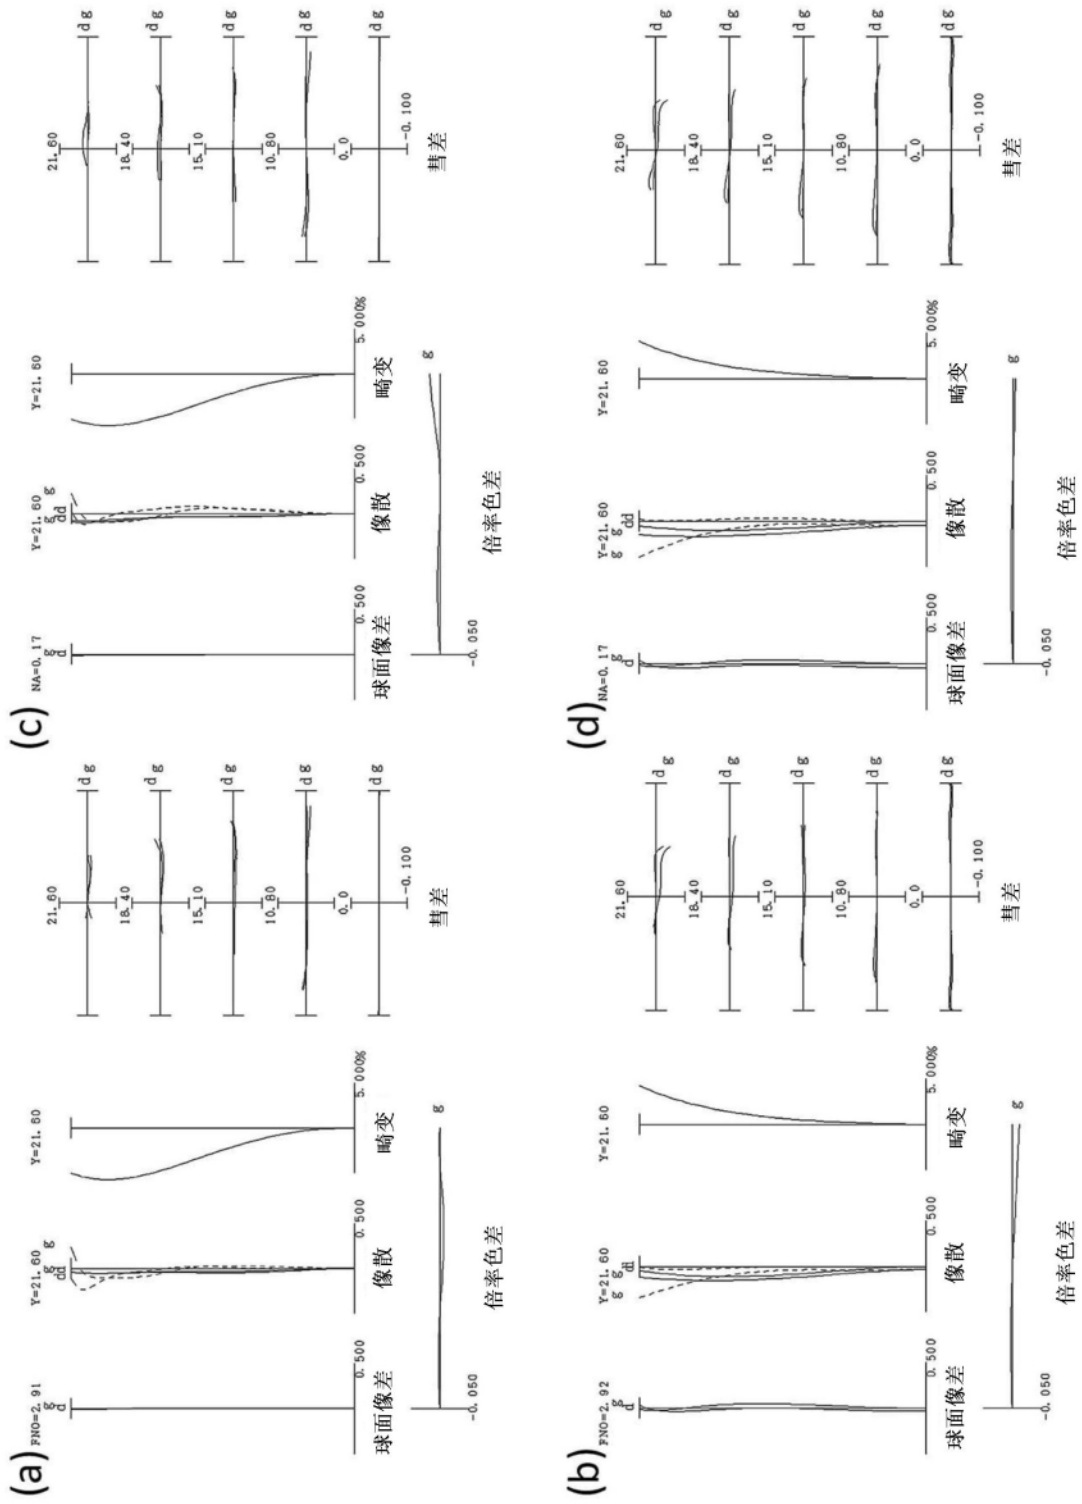 (a)
FNO=2.91
g
d
0.500
球面像差
Y=21.60
g
dd
g
0.500
像散
Y=21.60
5.000%
畸变
21.60
d g
18.40
d g
15.10
d g
10.80
d g
0.0
d g
-0.100
彗差
g
-0.050
倍率色差
(c)
NA=0.17
g
d
0.500
球面像差
Y=21.60
g
dd
g
0.500
像散
Y=21.60
5.000%
畸变
21.60
d g
18.40
d g
15.10
d g
10.80
d g
0.0
d g
-0.100
彗差
g
-0.050
倍率色差
(b)
FNO=2.92
g
d
0.500
球面像差
Y=21.60
g
g
dd
0.500
像散
Y=21.60
5.000%
畸变
21.60
d g
18.40
d g
15.10
d g
10.80
d g
0.0
d g
-0.100
彗差
g
-0.050
倍率色差
(d)
NA=0.17
g
d
0.500
球面像差
Y=21.60
g
g
dd
0.500
像散
Y=21.60
5.000%
畸变
21.60
d g
18.40
d g
15.10
d g
10.80
d g
0.0
d g
-0.100
彗差
g
-0.050
倍率色差